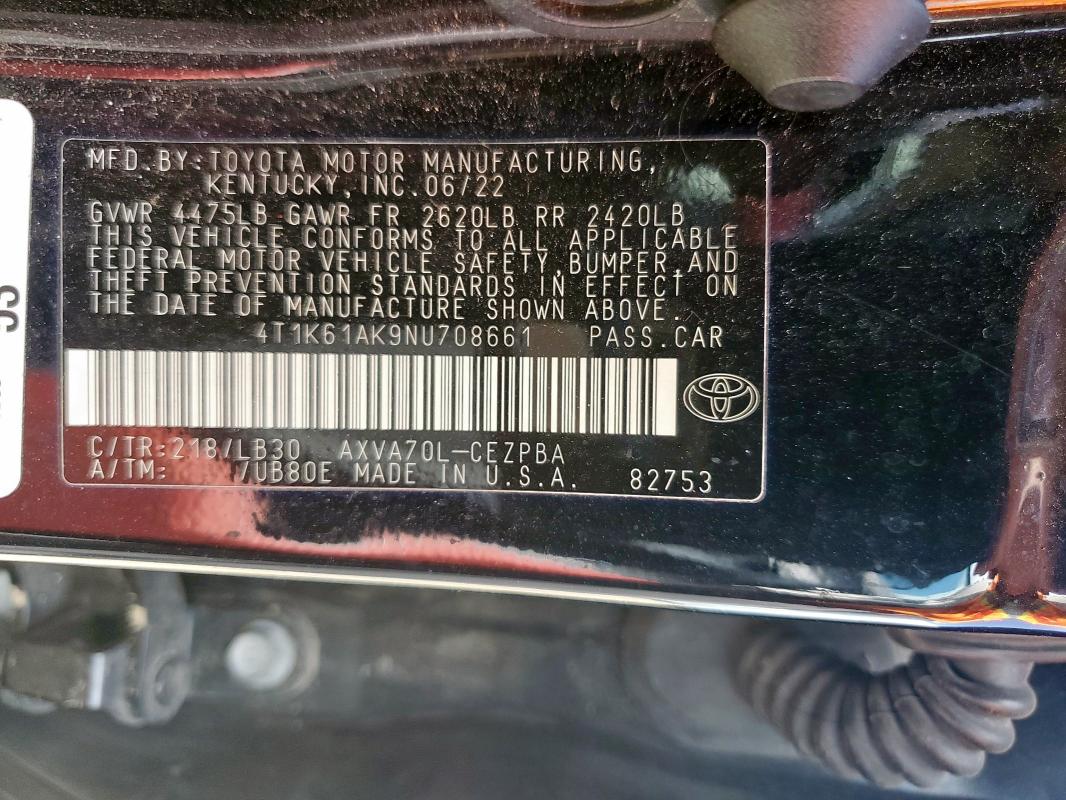 MFD.BY:TOYOTA MOTOR MANUFACTURING,
KENTUCKY,INC.06/22
GVWR 4475LB GAWR FR 2620LB RR 2420LB
THIS VEHICLE CONFORMS TO ALL APPLICABLE
FEDERAL MOTOR VEHICLE SAFETY,BUMPER,AND
THEFT PREVENTION STANDARDS IN EFFECT ON
THE DATE OF MANUFACTURE SHOWN ABOVE.
4T1K61AK9NU708661 PASS.CAR
C/TR:218/LB30 AXVA70L-CEZPBA
A/TM: /UB80E MADE IN U.S.A. 82753